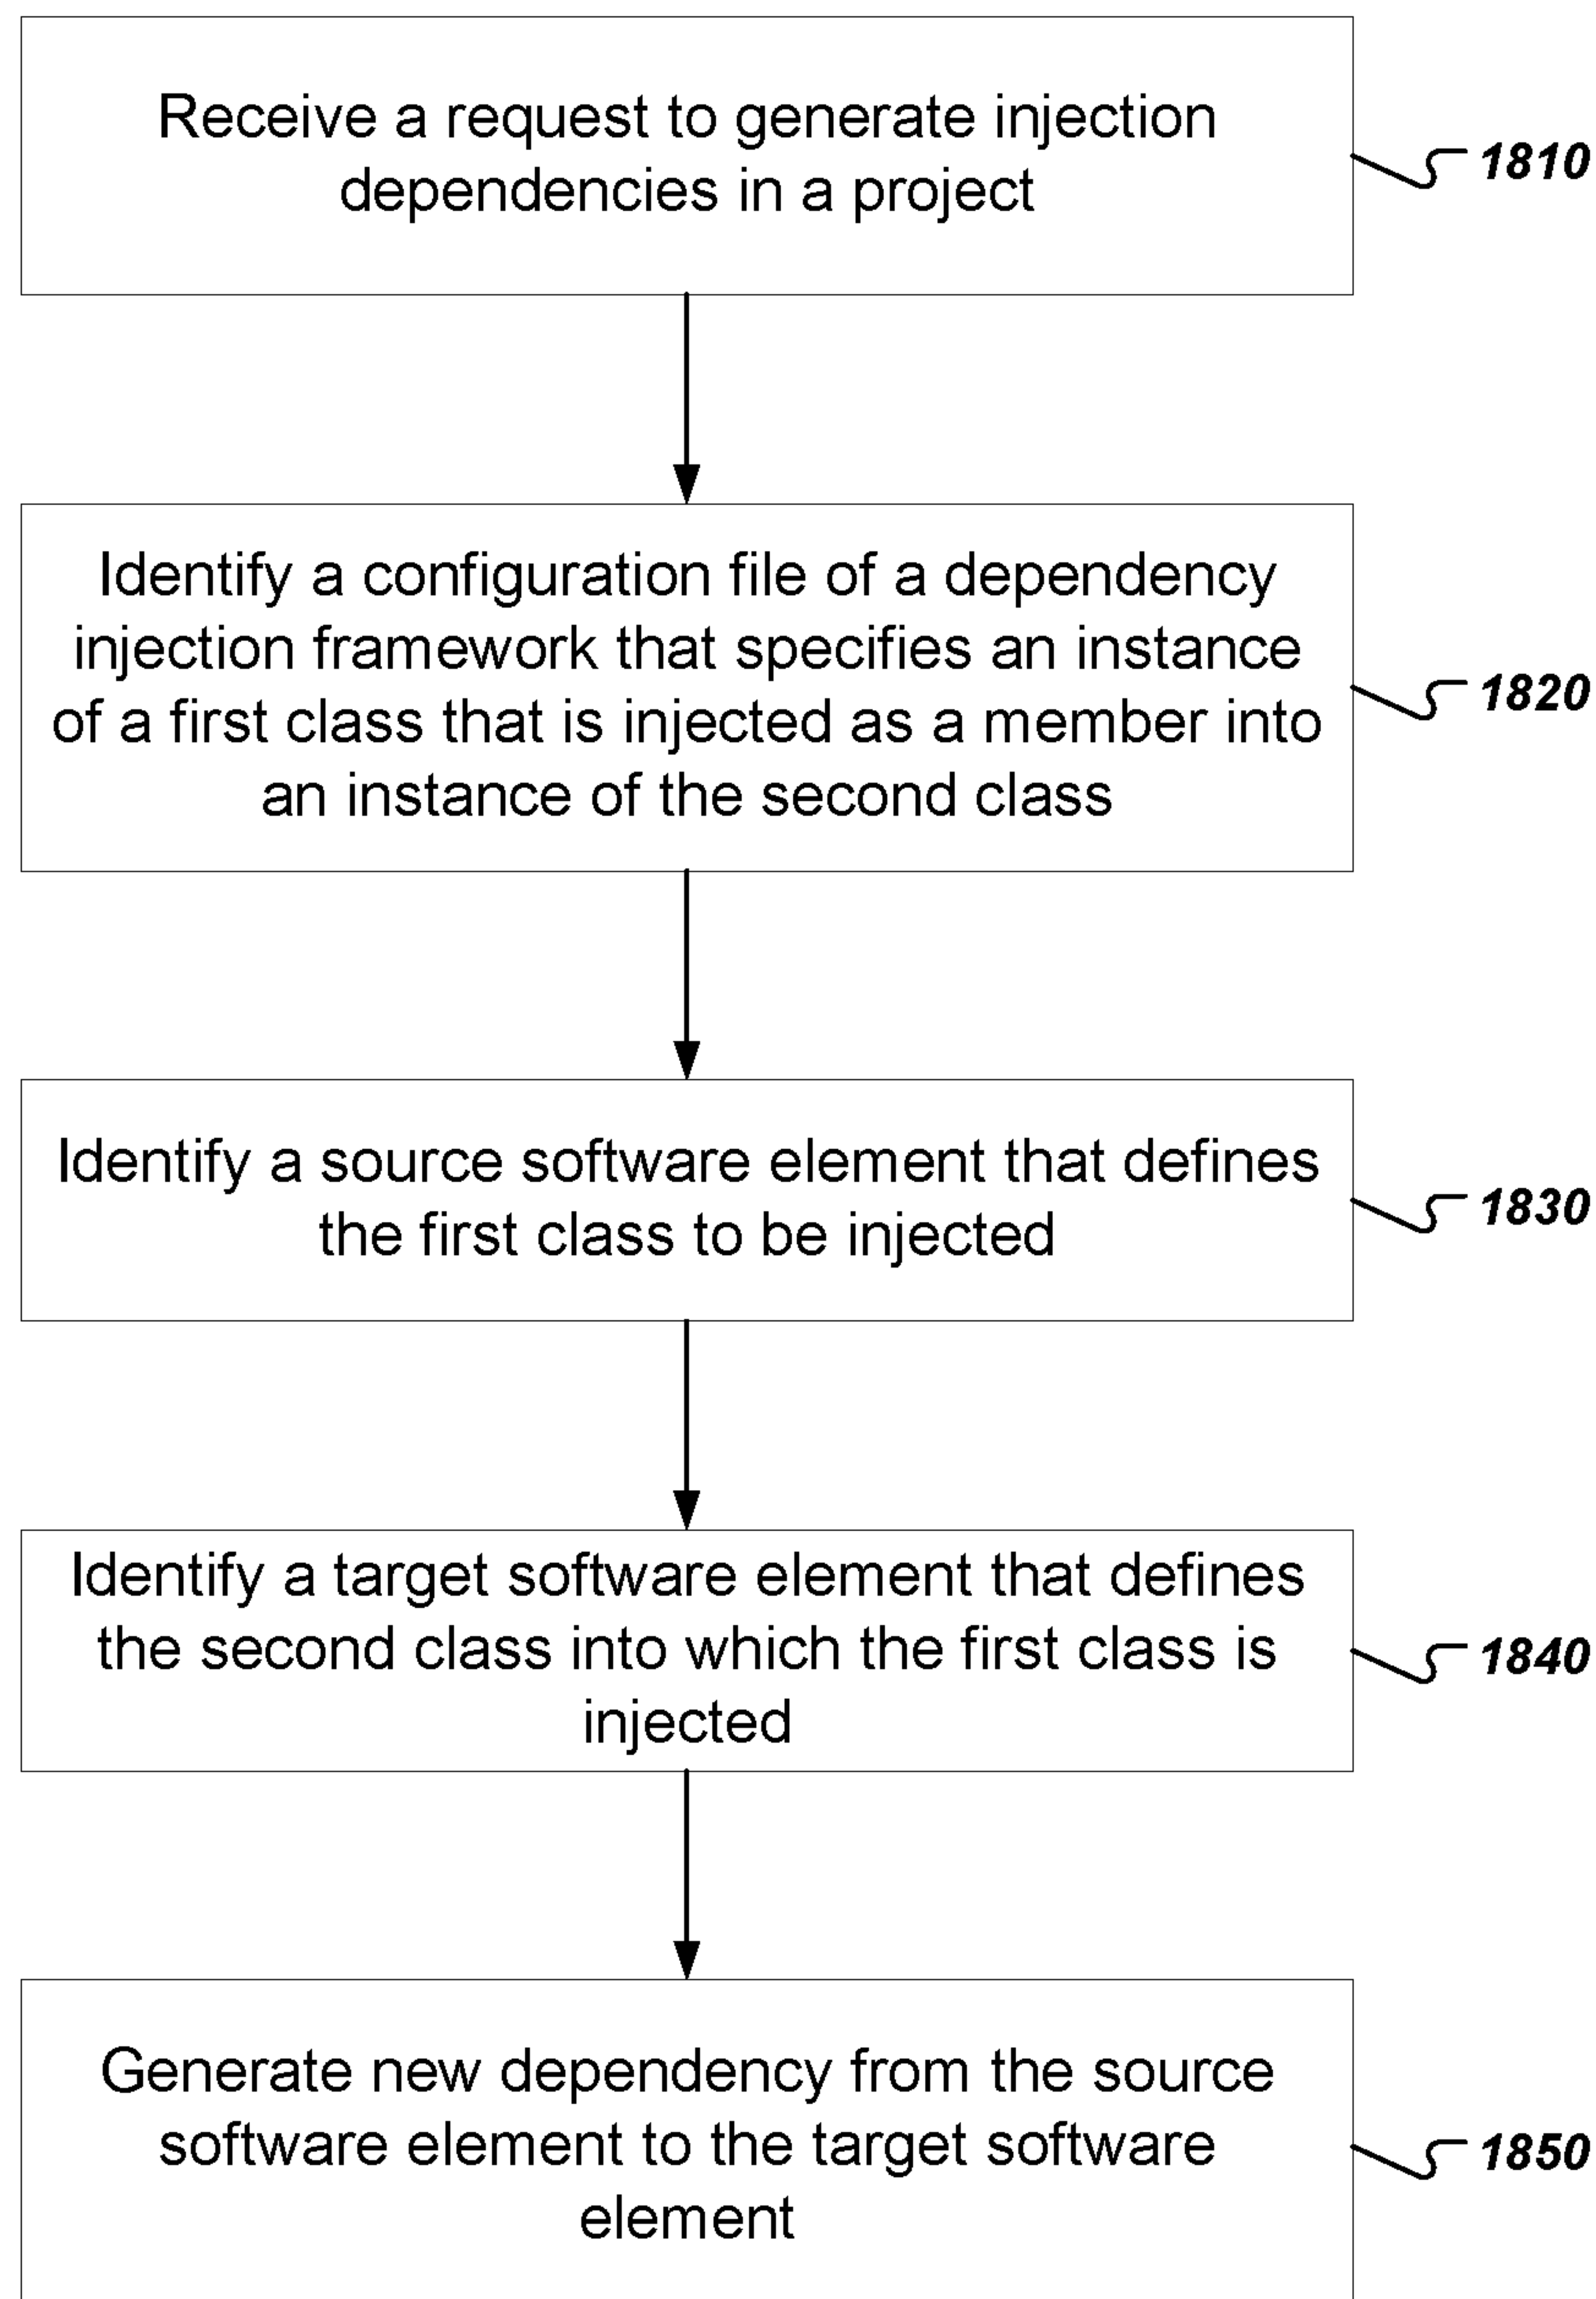 Receive a request to generate injection
dependencies in a project
1810
Identify a configuration file of a dependency
injection framework that specifies an instance
of a first class that is injected as a member into
an instance of the second class
1820
Identify a source software element that defines
the first class to be injected
1830
Identify a target software element that defines
the second class into which the first class is
injected
1840
Generate new dependency from the source
software element to the target software
element
1850